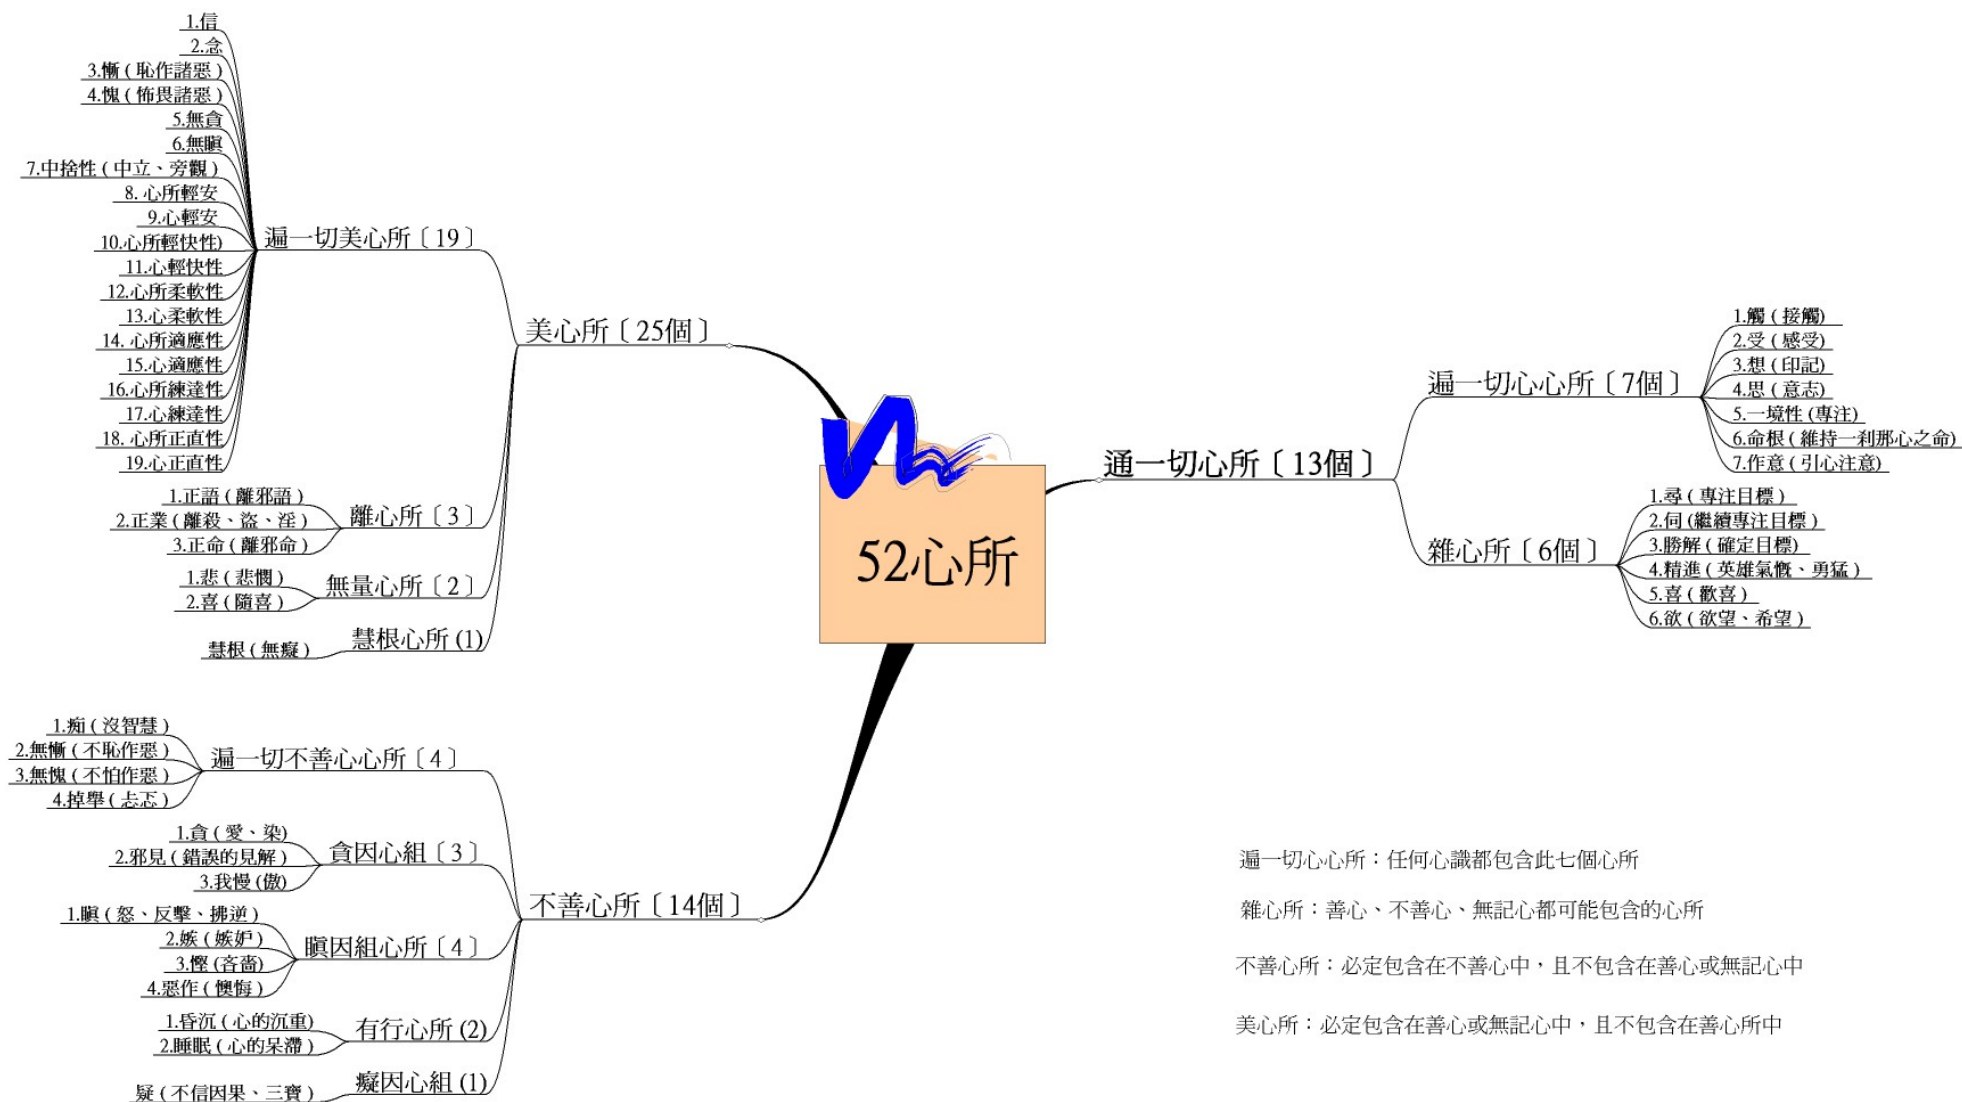 52心所
美心所〔25個〕
遍一切美心所〔19〕
1.信
2.念
3.慚 ( 恥作諸惡 )
4.愧 ( 怖畏諸惡 )
5.無貪
6.無瞋
7.中捨性 ( 中立、旁觀 )
8. 心所輕安
9.心輕安
10.心所輕快性)
11.心輕快性
12.心所柔軟性
13.心柔軟性
14. 心所適應性
15.心適應性
16.心所練達性
17.心練達性
18. 心所正直性
19.心正直性
離心所〔3〕
1.正語 ( 離邪語 )
2.正業 (離殺、盜、淫 )
3.正命 ( 離邪命 )
無量心所〔2〕
1.悲 ( 悲憫 )
2.喜 ( 隨喜 )
慧根心所 (1)
慧根 ( 無癡 )
不善心所〔14個〕
遍一切不善心心所〔4〕
1.痴 ( 沒智慧 )
2.無慚 ( 不恥作惡 )
3.無愧 ( 不怕作惡 )
4.掉舉 ( 忐忑 )
貪因心組〔3〕
1.貪 ( 愛、染)
2.邪見 ( 錯誤的見解 )
3.我慢 (傲)
瞋因組心所〔4〕
1.瞋 ( 怒、反擊、拂逆 )
2.嫉 ( 嫉妒 )
3.慳 (吝嗇)
4.惡作 ( 懊悔 )
有行心所 (2)
1.昏沉 ( 心的沉重)
2.睡眠 ( 心的呆滯 )
癡因心組 (1)
疑 ( 不信因果、三寶 )
通一切心所〔13個〕
遍一切心心所〔7個〕
1.觸 ( 接觸)
2.受 ( 感受)
3.想 ( 印記)
4.思 ( 意志)
5.一境性 (專注)
6.命根 ( 維持一剎那心之命)
7.作意 ( 引心注意 )
雜心所〔6個〕
1.尋 ( 專注目標 )
2.伺 (繼續專注目標 )
3.勝解 ( 確定目標)
4.精進 ( 英雄氣慨、勇猛 )
5.喜 ( 歡喜 )
6.欲 ( 欲望、希望 )
遍一切心心所：任何心識都包含此七個心所
雜心所：善心、不善心、無記心都可能包含的心所
不善心所：必定包含在不善心中，且不包含在善心或無記心中
美心所：必定包含在善心或無記心中，且不包含在善心所中